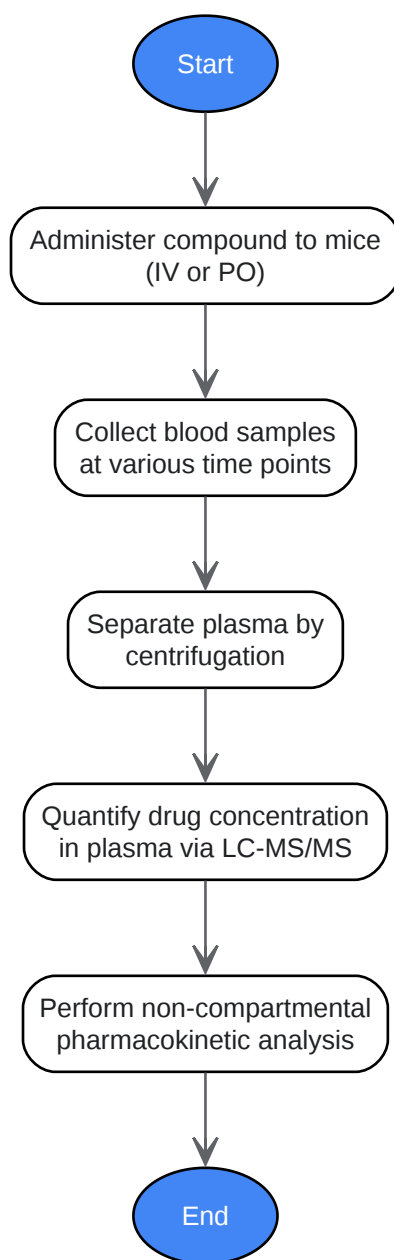 Start
Administer compound to mice
(IV or PO)
Collect blood samples
at various time points
Separate plasma by
centrifugation
Quantify drug concentration
in plasma via LC-MS/MS
Perform non-compartmental
pharmacokinetic analysis
End